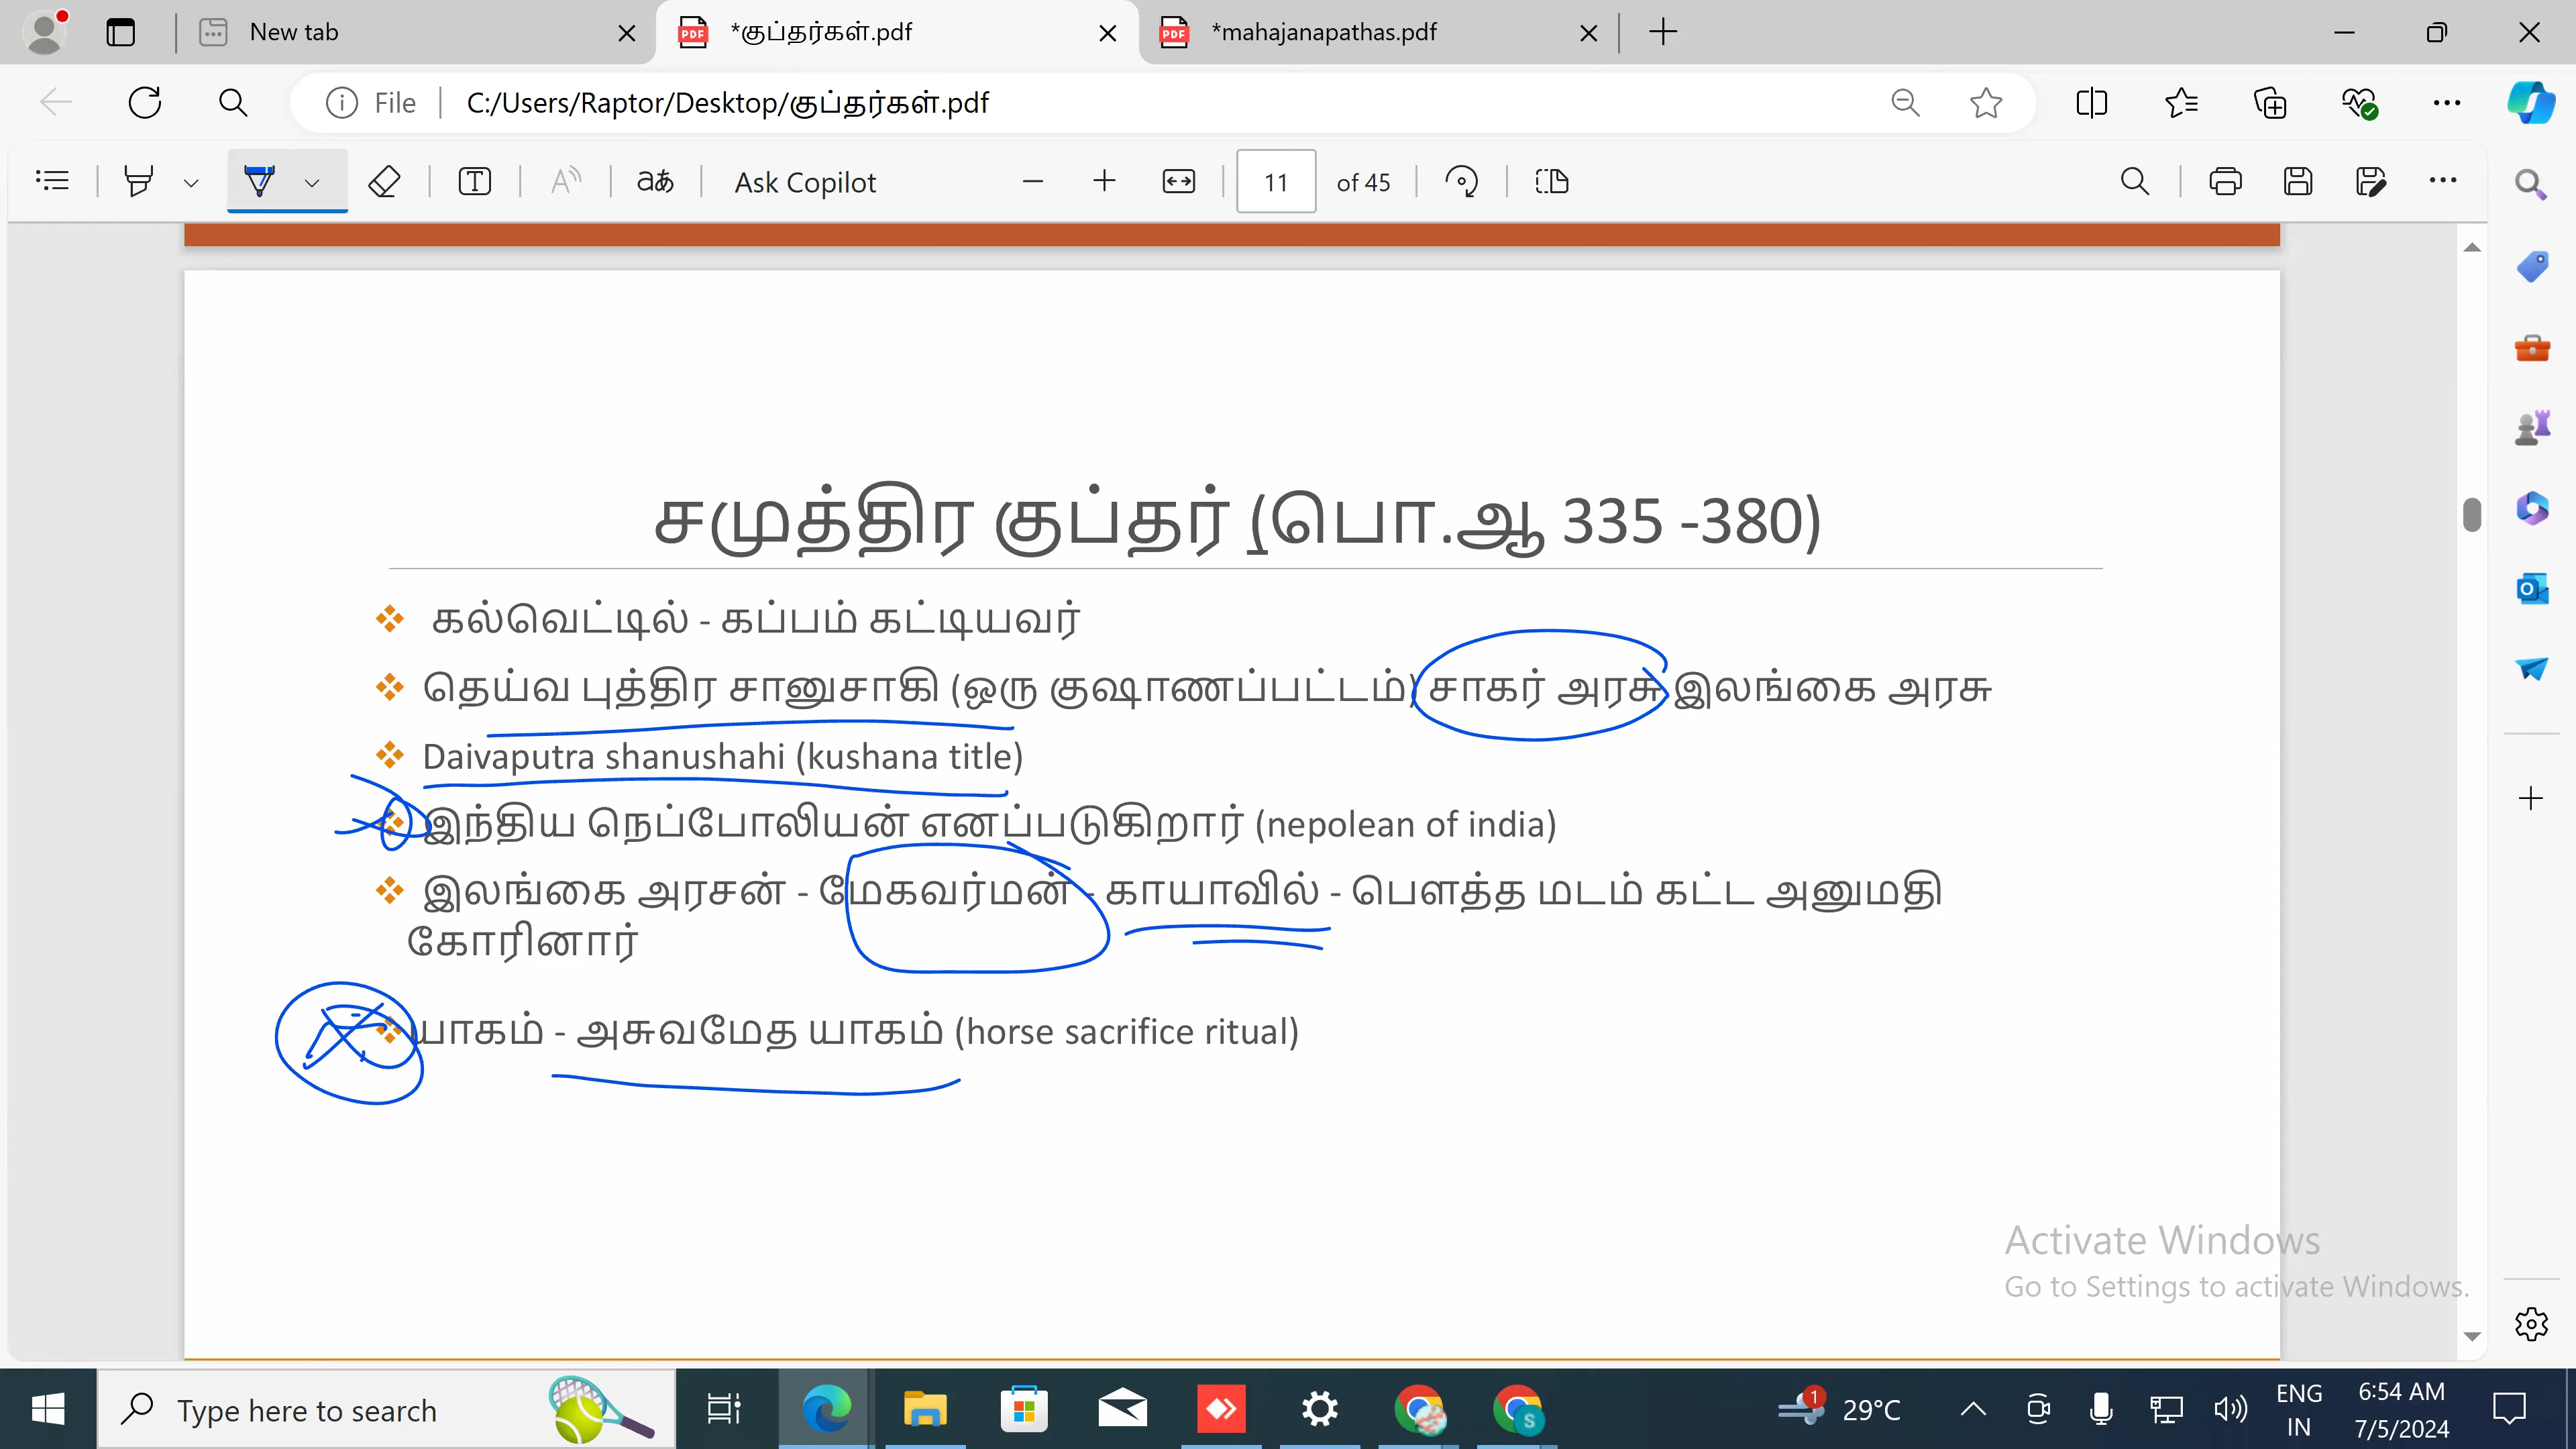 New tab
*குப்தர்கள்.pdf
*mahajanapathas.pdf
File
C:/Users/Raptor/Desktop/குப்தர்கள்.pdf
Ask Copilot
11 of 45
சமுத்திர குப்தர் (பொ.ஆ 335 -380)
கல்வெட்டில் - கப்பம் கட்டியவர்
தெய்வ புத்திர சானுசாகி (ஒரு குஷாணப்பட்டம்) சாகர் அரசு இலங்கை அரசு
Daivaputra shanushahi (kushana title)
இந்திய நெப்போலியன் எனப்படுகிறார் (nepolean of india)
இலங்கை அரசன் - மேகவர்மன் - காயாவில் - பௌத்த மடம் கட்ட அனுமதி
கோரினார்
யாகம் - அசுவமேத யாகம் (horse sacrifice ritual)
Activate Windows
Go to Settings to activate Windows.
Type here to search
1
29°C
ENG
IN
6:54 AM
7/5/2024